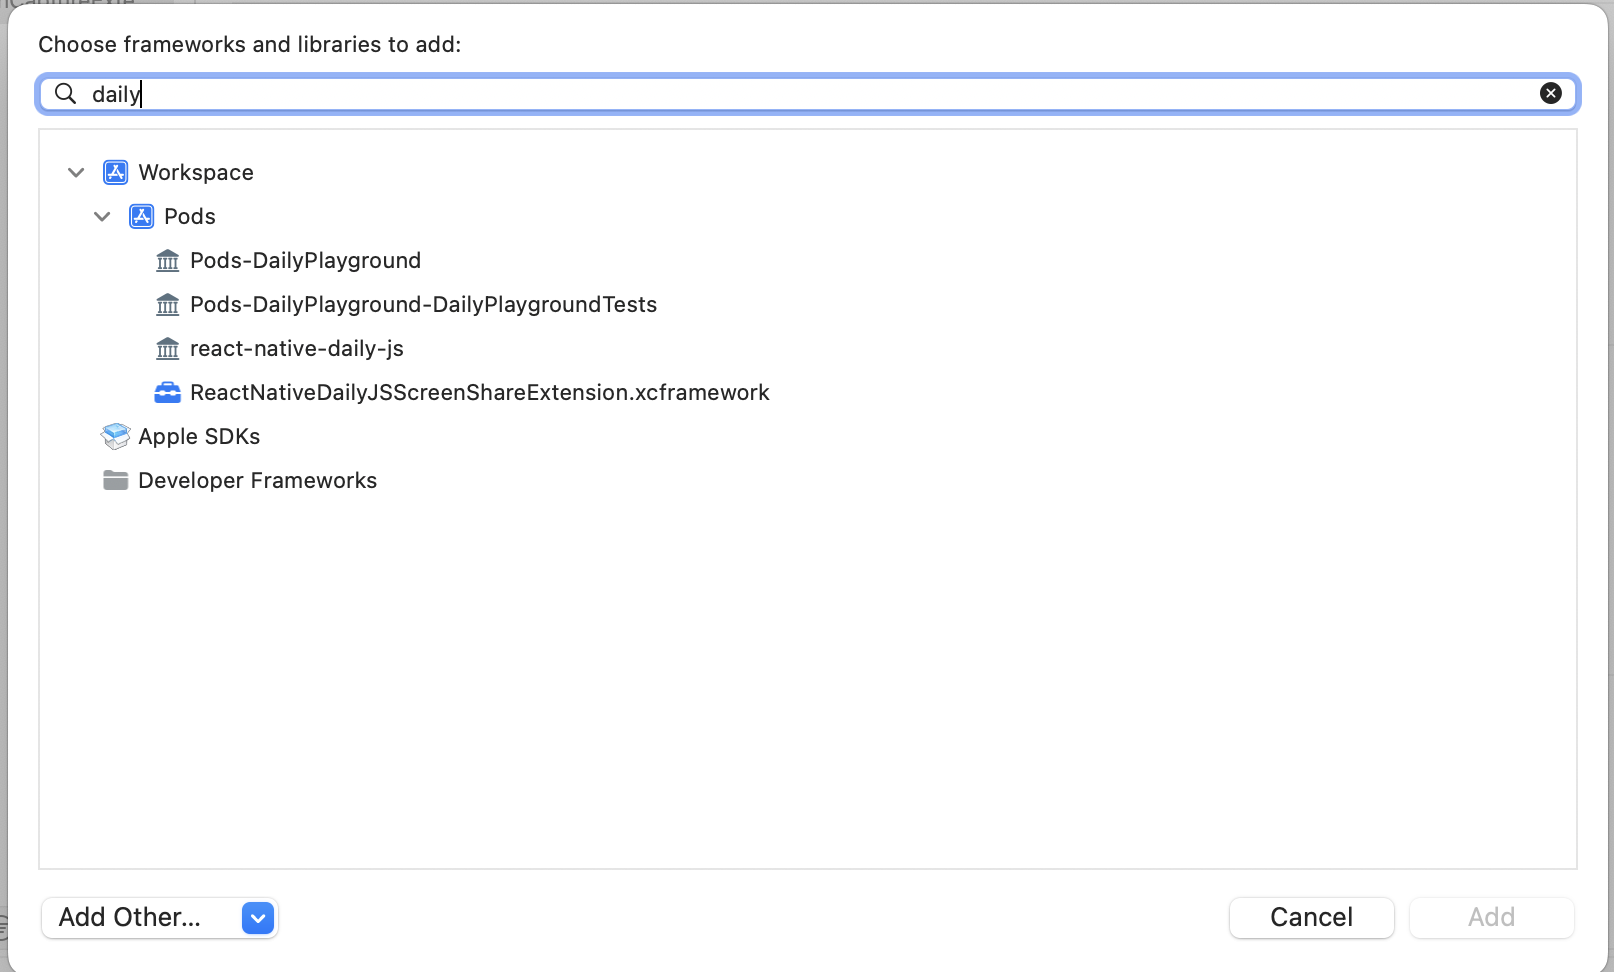 Choose frameworks and libraries to add:
daily
Workspace
Pods
Pods-DailyPlayground
Pods-DailyPlayground-DailyPlaygroundTests
react-native-daily-js
ReactNativeDailyJSScreenShareExtension.xcframework
Apple SDKs
Developer Frameworks
Add Other...
Cancel
Add